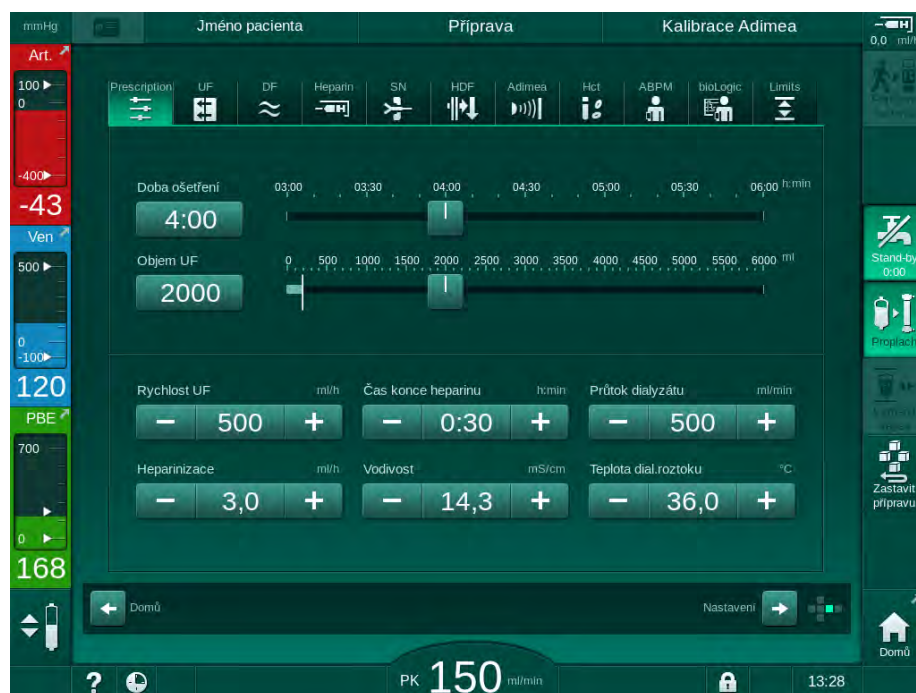 mmHg
Jméno pacienta
Příprava
Kalibrace Adimea
0,0 ml/h
Art.
100
0
-400
-43
Ven
500
0
-100
120
PBE
700
0
168
Prescription
UF
DF
Heparin
SN
HDF
Adimea
Hct
ABPM
bioLogic
Limits
Doba ošetření
03:00 03:30 04:00 04:30 05:00 05:30 06:00 h:min
4:00
Objem UF
0 500 1000 1500 2000 2500 3000 3500 4000 4500 5000 5500 6000 ml
2000
Rychlost UF ml/h
Čas konce heparinu h:min
Průtok dialyzátu ml/min
− 500 +
− 0:30 +
− 500 +
Heparinizace ml/h
Vodivost mS/cm
Teplota dial.roztoku °C
− 3,0 +
− 14,3 +
− 36,0 +
Stand-by
0:00
Proplach
Zastavit
přípravu
Domů
Nastavení
Domů
?
PK 150 ml/min
13:28